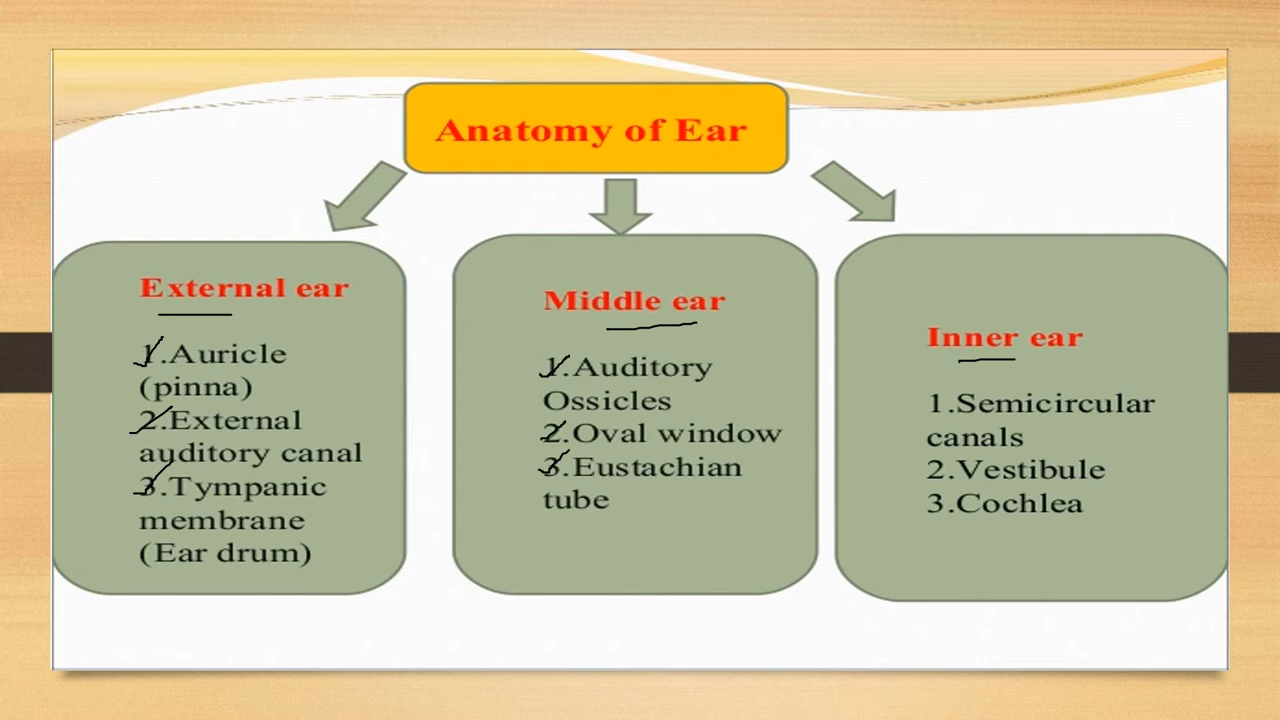 Anatomy of Ear
External ear
1.Auricle
(pinna)
2.External
auditory canal
3.Tympanic
membrane
(Ear drum)
Middle ear
1.Auditory
Ossicles
2.Oval window
3.Eustachian
tube
Inner ear
1.Semicircular
canals
2.Vestibule
3.Cochlea